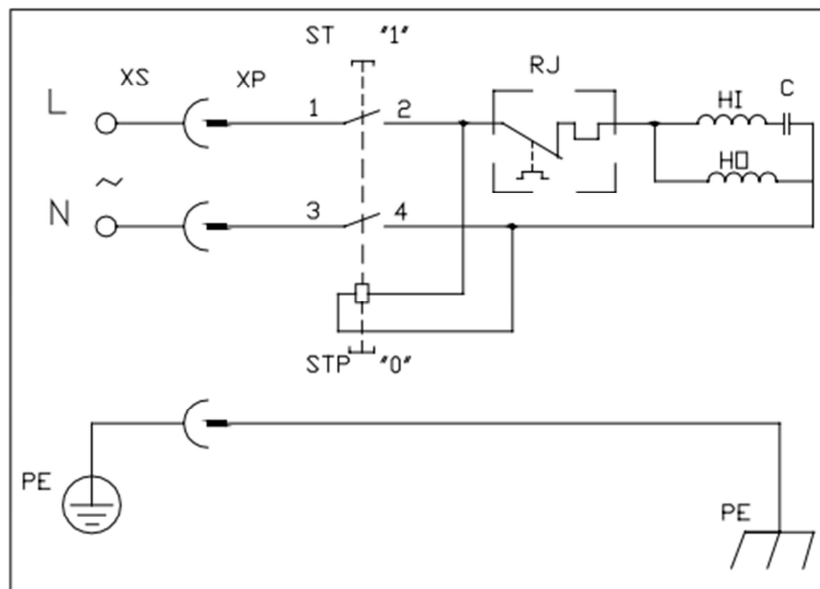 ST "1"
XS XP RJ
L 1 2 HI C
~ HO
N 3 4
STP "0"
PE
PE